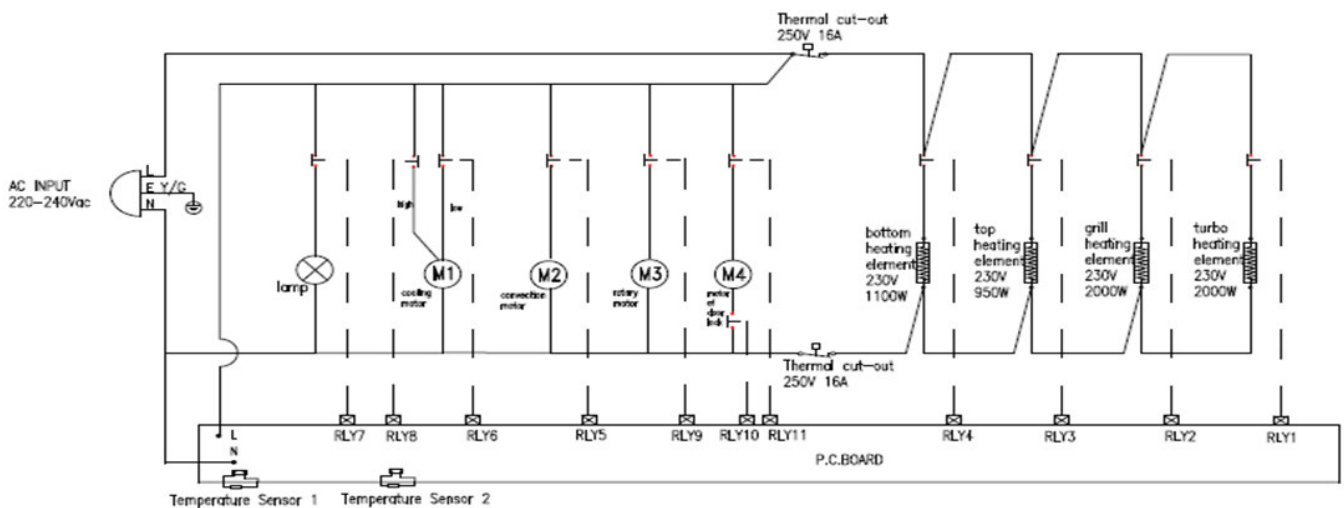 Thermal cut-out
250V 16A
AC INPUT
220-240Vac
L
E Y/G
N
high
low
lamp
M1
cooling
motor
M2
convection motor
M3
rotary
motor
M4
motor
of
door
lock
bottom
heating
element
230V
1100W
top
heating
element
230V
950W
grill
heating
element
230V
2000W
turbo
heating
element
230V
2000W
Thermal cut-out
250V 16A
L
N
RLY7
RLY8
RLY6
RLY5
RLY9
RLY10
RLY11
RLY4
RLY3
RLY2
RLY1
P.C.BOARD
Temperature Sensor 1
Temperature Sensor 2